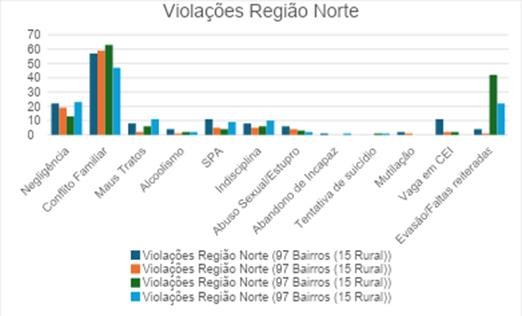 Violações Região Norte
70
60
50
40
30
20
10
0
Negligência
Conflito Familiar
Maus Tratos
Alcoolismo
SPA
Indisciplina
Abuso Sexual/Estupro
Abandono de Incapaz
Tentativa de suicídio
Mutilação
Vaga em CEI
Evasão/Faltas reiteradas
Violações Região Norte (97 Bairros (15 Rural))
Violações Região Norte (97 Bairros (15 Rural))
Violações Região Norte (97 Bairros (15 Rural))
Violações Região Norte (97 Bairros (15 Rural))